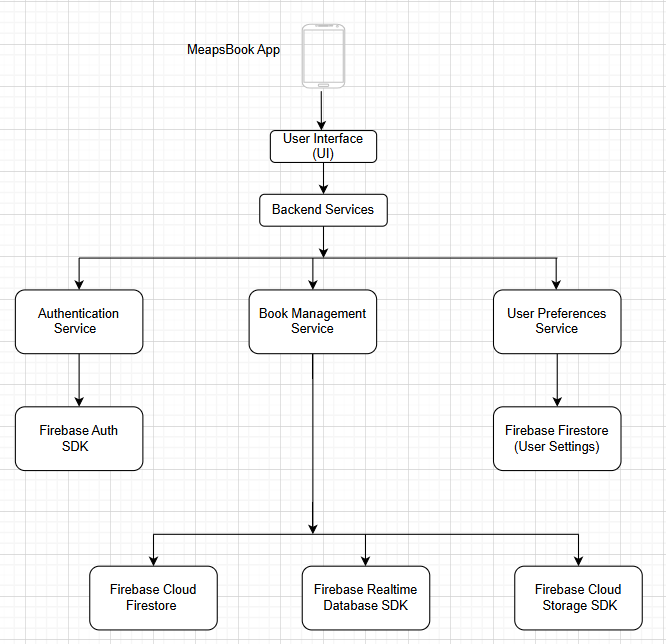 MeapsBook App
User Interface
(UI)
Backend Services
Authentication
Service
Book Management
Service
User Preferences
Service
Firebase Auth
SDK
Firebase Firestore
(User Settings)
Firebase Cloud
Firestore
Firebase Realtime
Database SDK
Firebase Cloud
Storage SDK